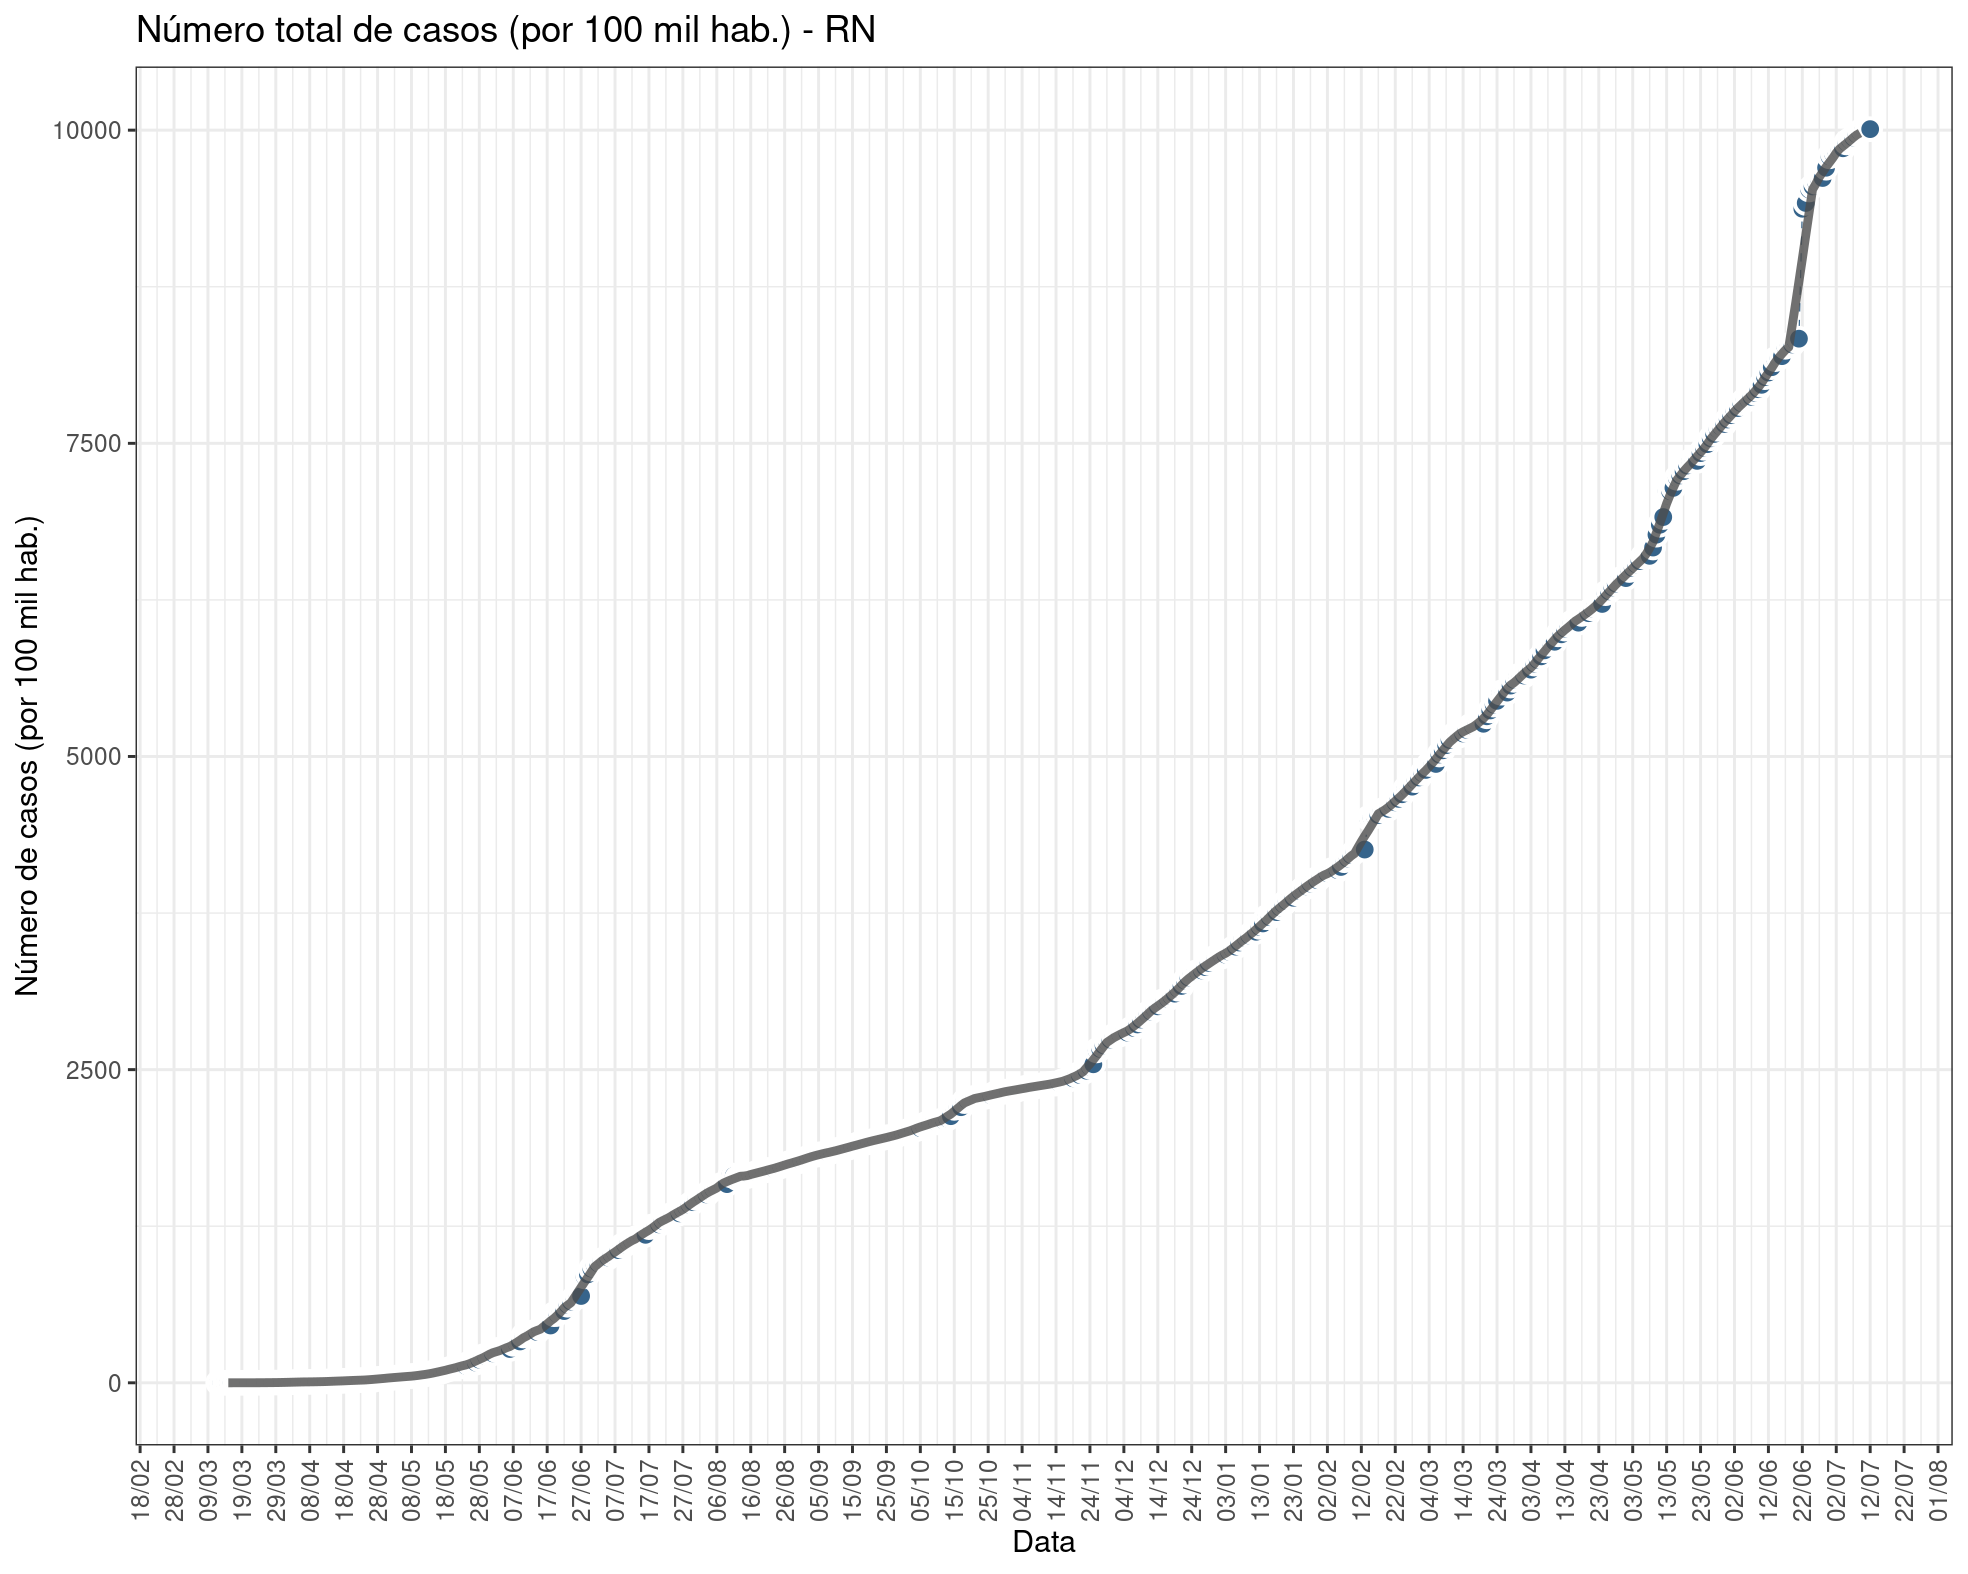 Número total de casos (por 100 mil hab.) - RN
Número de casos (por 100 mil hab.)
10000
7500
5000
2500
0
18/02 28/02 09/03 19/03 29/03 08/04 18/04 28/04 08/05 18/05 28/05 07/06 17/06 27/06 07/07 17/07 27/07 06/08 16/08 26/08 05/09 15/09 25/09 05/10 15/10 25/10 04/11 14/11 24/11 04/12 14/12 24/12 03/01 13/01 23/01 02/02 12/02 22/02 04/03 14/03 24/03 03/04 13/04 23/04 03/05 13/05 23/05 02/06 12/06 22/06 02/07 12/07 22/07 01/08
Data